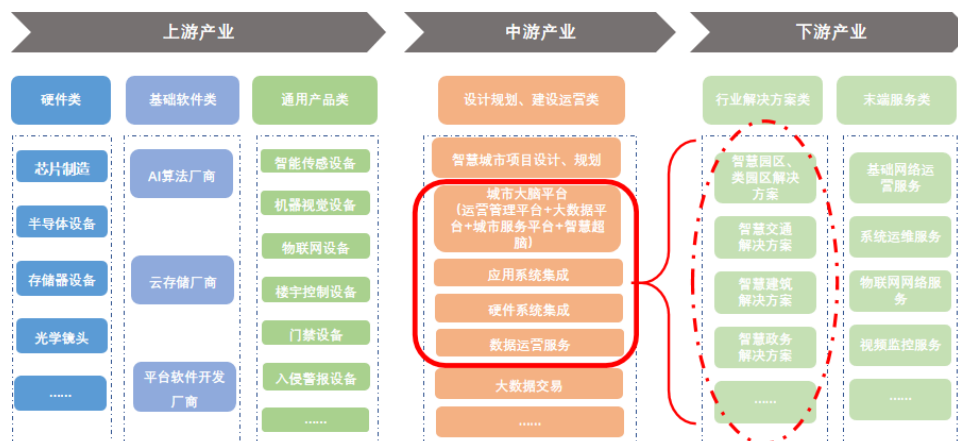 上游产业
中游产业
下游产业
硬件类
基础软件类
通用产品类
设计规划、建设运营类
行业解决方案类
末端服务类
芯片制造
半导体设备
存储器设备
光学镜头
……
AI算法厂商
云存储厂商
平台软件开发
厂商
智能传感设备
机器视觉设备
物联网设备
楼宇控制设备
门禁设备
入侵警报设备
……
智慧城市项目设计、规划
城市大脑平台
(运营管理平台+大数据平
台+城市服务平台+智慧超
脑)
应用系统集成
硬件系统集成
数据运营服务
大数据交易
……
智慧园区、
类园区解决
方案
智慧交通
解决方案
智慧建筑
解决方案
智慧政务
解决方案
……
基础网络运
营服务
系统运维服务
物联网网络服
务
视频监控服务
……